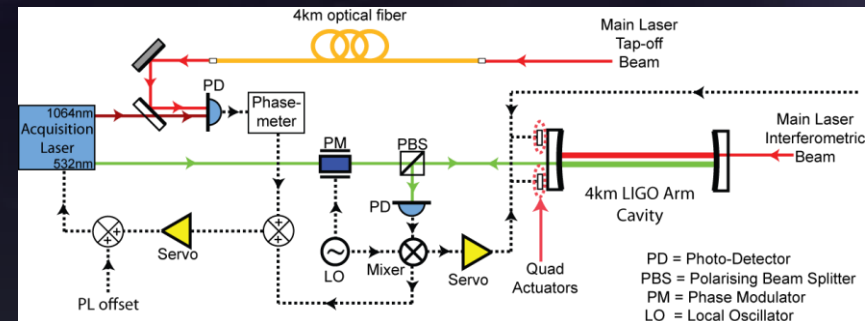 4km optical fiber
Main Laser
Tap-off
Beam
PD
1064nm
Acquisition
Laser
532nm
Phase-
meter
PM
PBS
Main Laser
Interferometric
Beam
4km LIGO Arm
Cavity
PD
Servo
LO
Mixer
Servo
Quad
Actuators
PL offset
PD = Photo-Detector
PBS = Polarising Beam Splitter
PM = Phase Modulator
LO = Local Oscillator